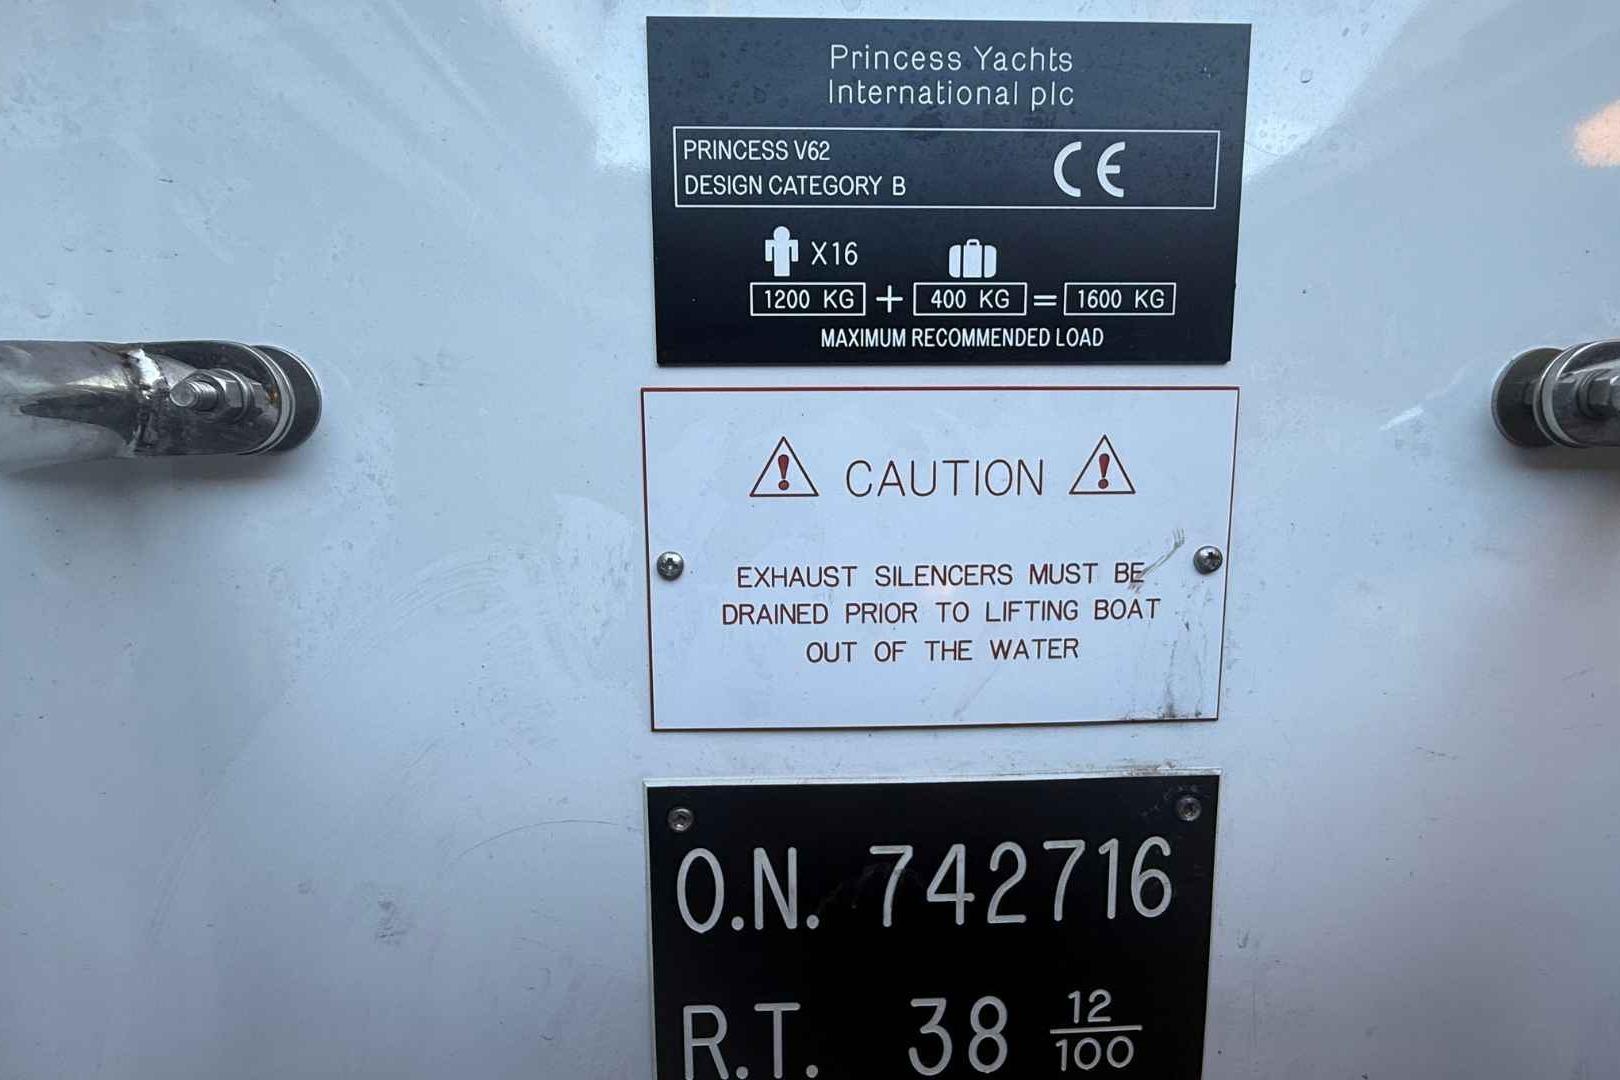 Princess Yachts
International plc
PRINCESS V62
DESIGN CATEGORY B
CE
X16
1200 KG + 400 KG = 1600 KG
MAXIMUM RECOMMENDED LOAD
CAUTION
EXHAUST SILENCERS MUST BE
DRAINED PRIOR TO LIFTING BOAT
OUT OF THE WATER
O.N. 742716
R.T. 38 12/100